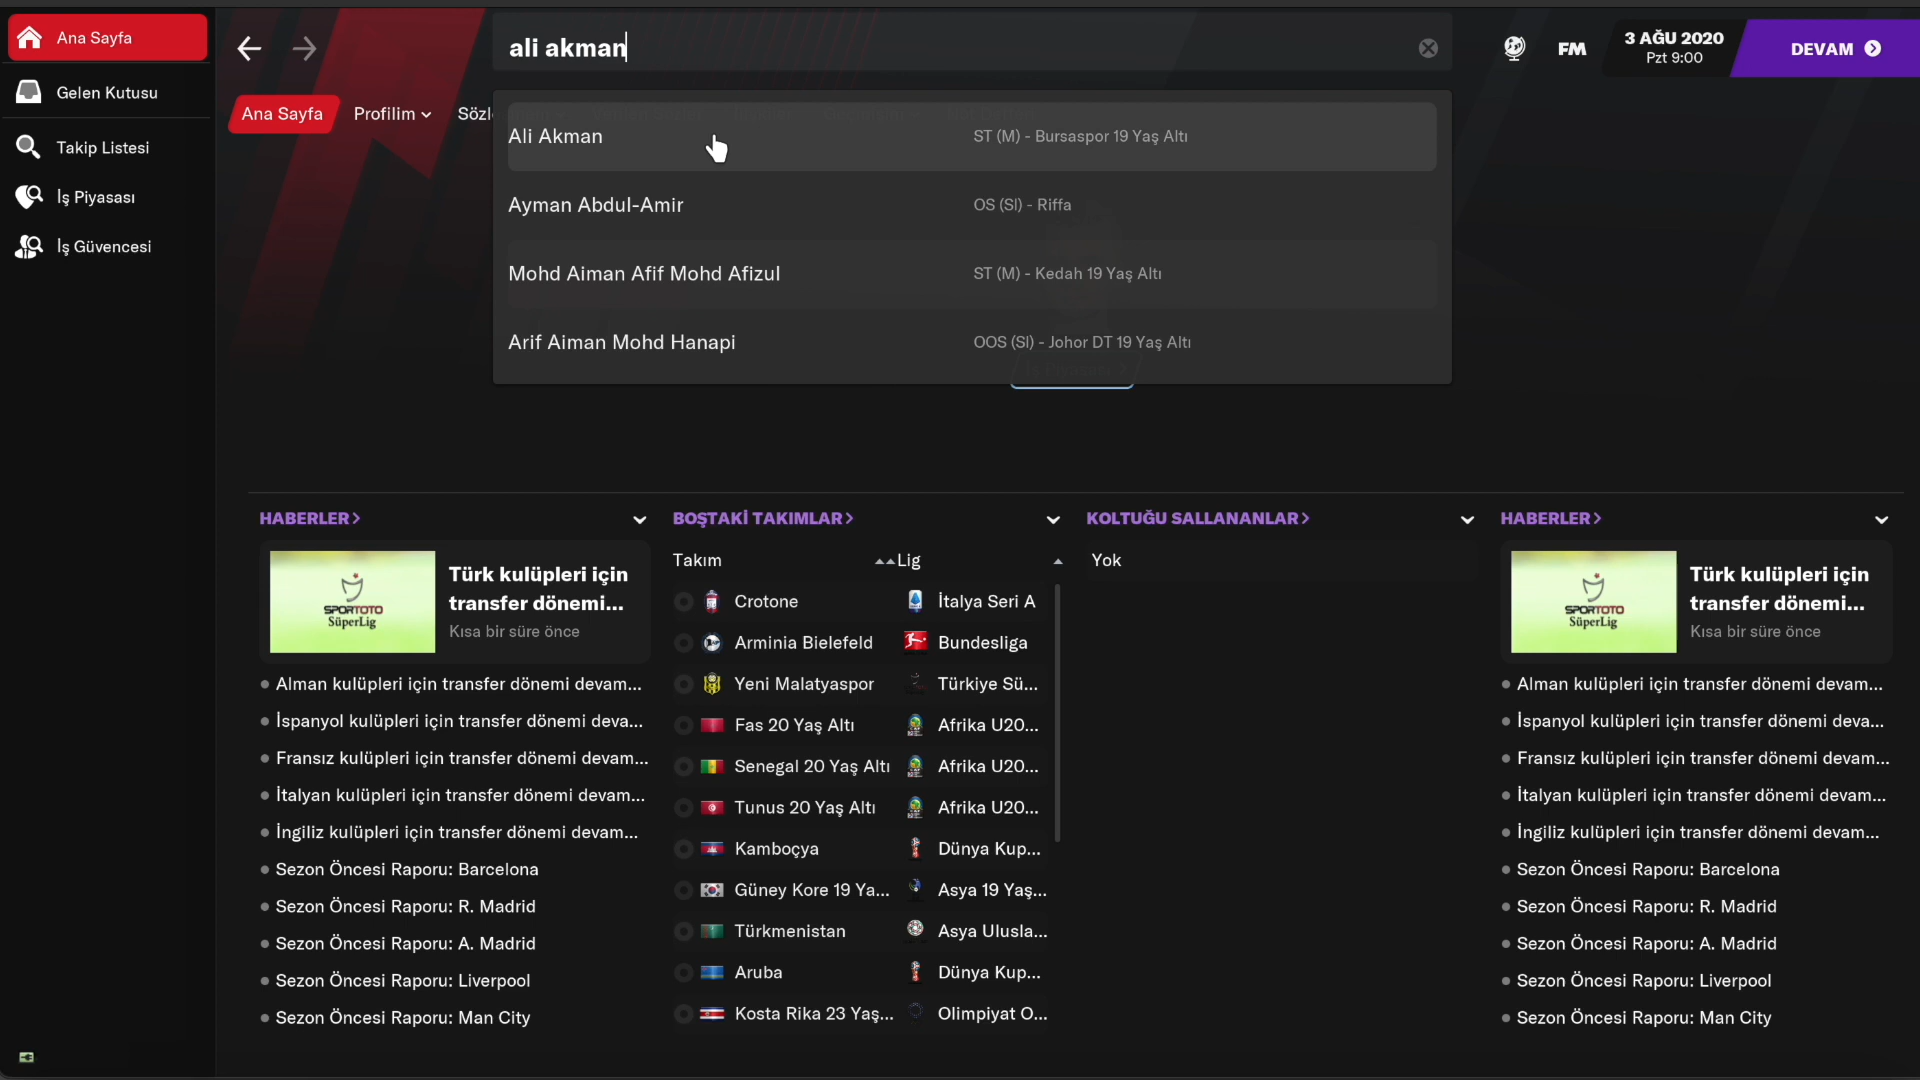 Ana Sayfa
Gelen Kutusu
Takip Listesi
İş Piyasası
İş Güvencesi
ali akman
FM
3 AĞU 2020
Pzt 9:00
DEVAM
Ana Sayfa
Profilim
Ali Akman
ST (M) - Bursaspor 19 Yaş Altı
Ayman Abdul-Amir
OS (Sl) - Riffa
Mohd Aiman Afif Mohd Afizul
ST (M) - Kedah 19 Yaş Altı
Arif Aiman Mohd Hanapi
OOS (Sl) - Johor DT 19 Yaş Altı
HABERLER
SPORTOTO
SüperLig
Türk kulüpleri için
transfer dönemi...
Kısa bir süre önce
Alman kulüpleri için transfer dönemi devam...
İspanyol kulüpleri için transfer dönemi deva...
Fransız kulüpleri için transfer dönemi devam...
İtalyan kulüpleri için transfer dönemi devam...
İngiliz kulüpleri için transfer dönemi devam...
Sezon Öncesi Raporu: Barcelona
Sezon Öncesi Raporu: R. Madrid
Sezon Öncesi Raporu: A. Madrid
Sezon Öncesi Raporu: Liverpool
Sezon Öncesi Raporu: Man City
BOŞTAKİ TAKIMLAR
Takım Lig
Crotone İtalya Seri A
Arminia Bielefeld Bundesliga
Yeni Malatyaspor Türkiye Sü...
Fas 20 Yaş Altı Afrika U20...
Senegal 20 Yaş Altı Afrika U20...
Tunus 20 Yaş Altı Afrika U20...
Kamboçya Dünya Kup...
Güney Kore 19 Ya... Asya 19 Yaş...
Türkmenistan Asya Ulusla...
Aruba Dünya Kup...
Kosta Rika 23 Yaş... Olimpiyat O...
KOLTUĞU SALLANANLAR
Yok
HABERLER
SPORTOTO
SüperLig
Türk kulüpleri için
transfer dönemi...
Kısa bir süre önce
Alman kulüpleri için transfer dönemi devam...
İspanyol kulüpleri için transfer dönemi deva...
Fransız kulüpleri için transfer dönemi devam...
İtalyan kulüpleri için transfer dönemi devam...
İngiliz kulüpleri için transfer dönemi devam...
Sezon Öncesi Raporu: Barcelona
Sezon Öncesi Raporu: R. Madrid
Sezon Öncesi Raporu: A. Madrid
Sezon Öncesi Raporu: Liverpool
Sezon Öncesi Raporu: Man City